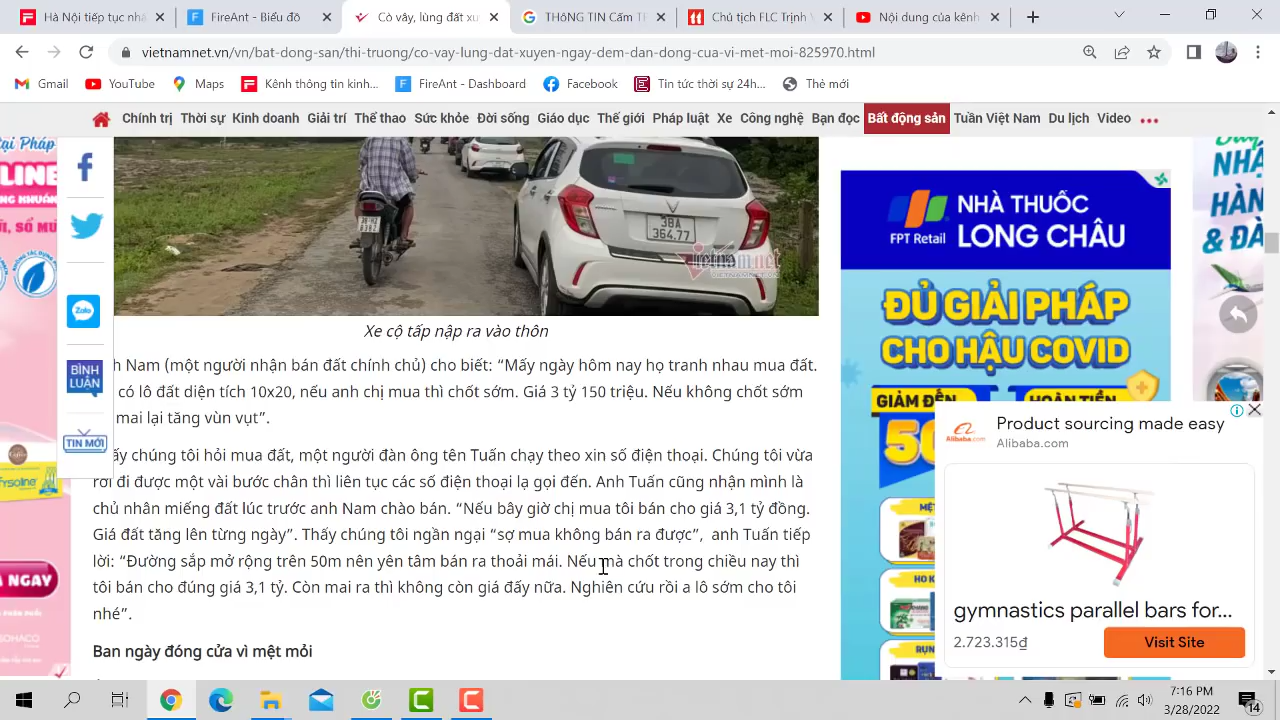 Cò vây, lùng đất xu
THÔNG TIN Cẩm TF
tích FLC Trịnh V
Nội dung của kênh
vietnamnet.vn/vn/bat-dong-san/thi-truong/co-vay-lung-dat-xuyen-ngay-dem-dan-dong-cua-vi-met-moi-825970.html
Gmail
YouTube
Maps
Kênh thông tin kinh...
FireAnt - Dashboard
Facebook
Tin tức thời sự 24h...
Thẻ mới
Chính trị
Thời sự
Kinh doanh
Giải trí
Thể thao
Sức khỏe
Đời sống
Giáo dục
Thế giới
Pháp luật
Xe
Công nghệ
Bạn đọc
Bất động sản
Tuần Việt Nam
Du lịch
Video
38A
364.77
vietnamnet
Xe cộ tấp nập ra vào thôn
h Nam (một người nhận bán đất chính chủ) cho biết: “Mấy ngày hôm nay họ tranh nhau mua đất.
có lô đất diện tích 10x20, nếu anh chị mua thì chốt sớm. Giá 3 tỷ 150 triệu. Nếu không chốt sớm
mai lại tăng vùn vụt”.
ấy chúng tôi hỏi mua đất, một người đàn ông tên Tuấn chạy theo xin số điện thoại. Chúng tôi vừa
rời đi được một vài bước chân thì liên tục các số điện thoại lạ gọi đến. Anh Tuấn cũng nhận mình là
chủ nhân miếng đất lúc trước anh Nam chào bán. “Nếu bây giờ chị mua tôi bán cho giá 3,1 tỷ đồng.
Giá đất tăng lên từng ngày”. Thấy chúng tôi ngần ngại “sợ mua không bán ra được”, anh Tuấn tiếp
lời: “Đường sắp mở rộng trên 50m nên yên tâm bán ra thoải mái. Nếu mà chốt trong chiều nay thì
tôi bán cho đúng giá 3,1 tỷ. Còn mai ra thì không còn giá đấy nữa. Nghiên cứu rồi a lô sớm cho tôi
nhé”.
Ban ngày đóng cửa vì mệt mỏi
Zalo
BÌNH
LUẬN
TIN MỚI
FPT Retail
NHÀ THUỐC
LONG CHÂU
ĐỦ GIẢI PHÁP
CHO HẬU COVID
GIẢM ĐẾN
HOÀN TIỀN
Alibaba.com
Product sourcing made easy
Alibaba.com
gymnastics parallel bars for...
2.723.315₫
Visit Site
NHẬ
HÀN
& ĐÀ
7:16 PM
3/28/2022
14